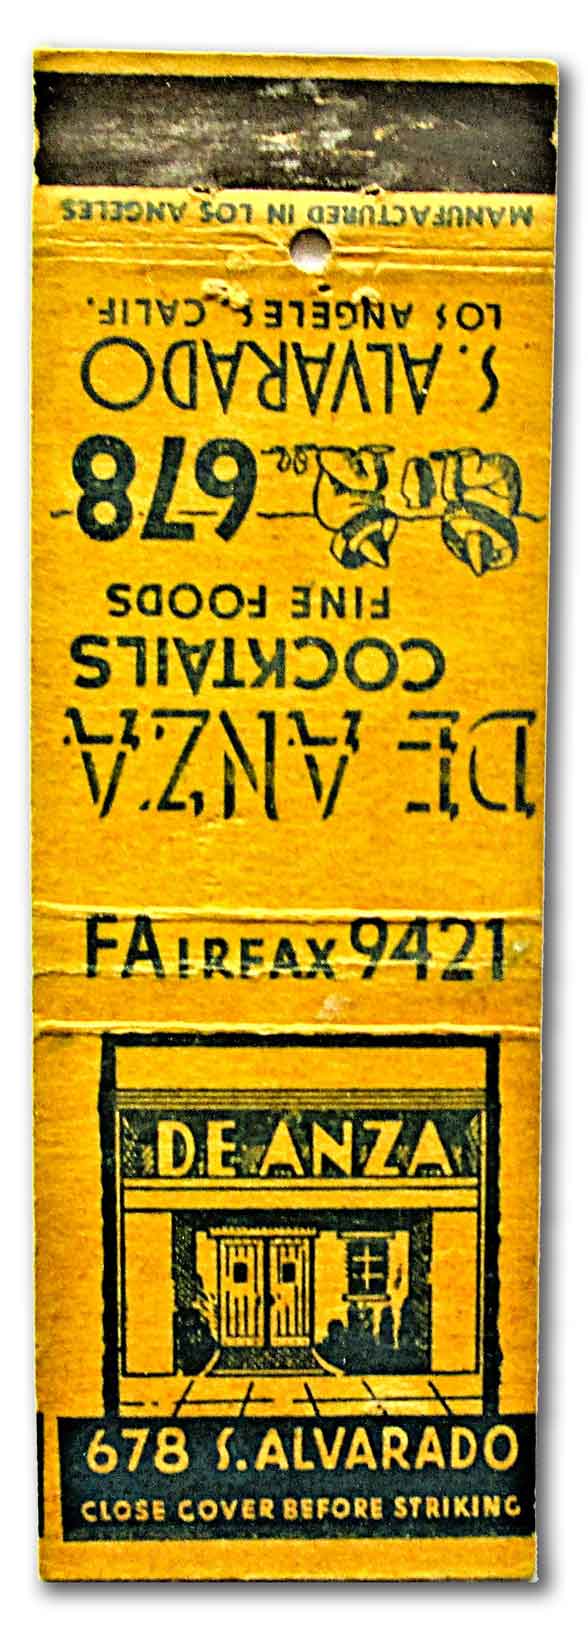 MANUFACTURED IN LOS ANGELES
DE ANZA
COCKTAILS
FINE FOODS
678
S. ALVARADO
LOS ANGELES, CALIF.
FAIRFAX 9421
DE ANZA
678 S. ALVARADO
CLOSE COVER BEFORE STRIKING